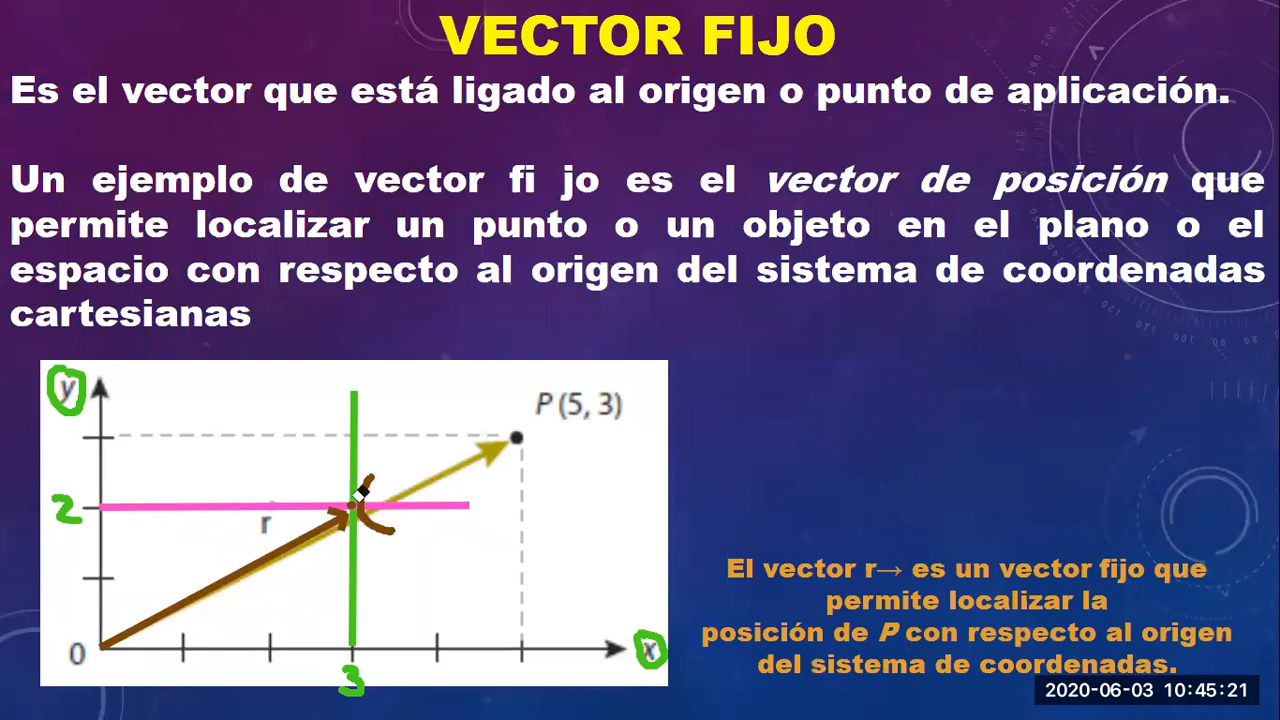 VECTOR FIJO
Es el vector que está ligado al origen o punto de aplicación.
Un ejemplo de vector fi jo es el vector de posición que
permite localizar un punto o un objeto en el plano o el
espacio con respecto al origen del sistema de coordenadas
cartesianas
y
P (5, 3)
2
r
0
x
3
El vector r→ es un vector fijo que
permite localizar la
posición de P con respecto al origen
del sistema de coordenadas.
2020-06-03 10:45:21